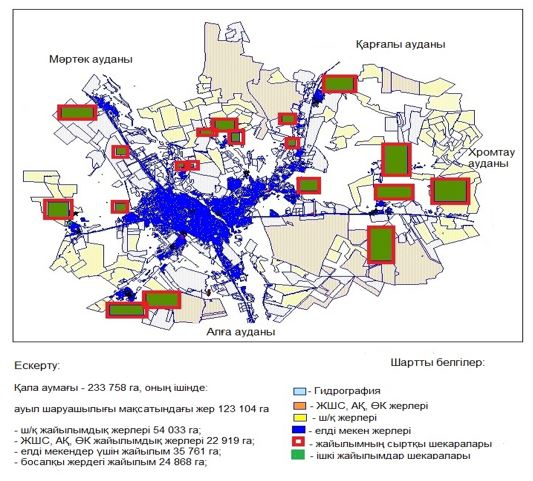 Мәртөк ауданы
Қарғалы ауданы
Хромтау
ауданы
Алға ауданы
Ескерту:
Қала аумағы - 233 758 га, оның ішінде:
ауыл шаруашылығы мақсатындағы жер 123 104 га
- ш/қ жайылымдық жерлері 54 033 га;
- ЖШС, АҚ, ӨК жайылымдық жерлері 22 919 га;
- елді мекендер үшін жайылым 35 761 га;
- босалқы жердегі жайылым 24 868 га;
Шартты белгілер:
- Гидрография
- ЖШС, АҚ, ӨК жерлері
- ш/қ жерлері
- елді мекен жерлері
- жайылымның сыртқы шекаралары
- ішкі жайылымдар шекаралары